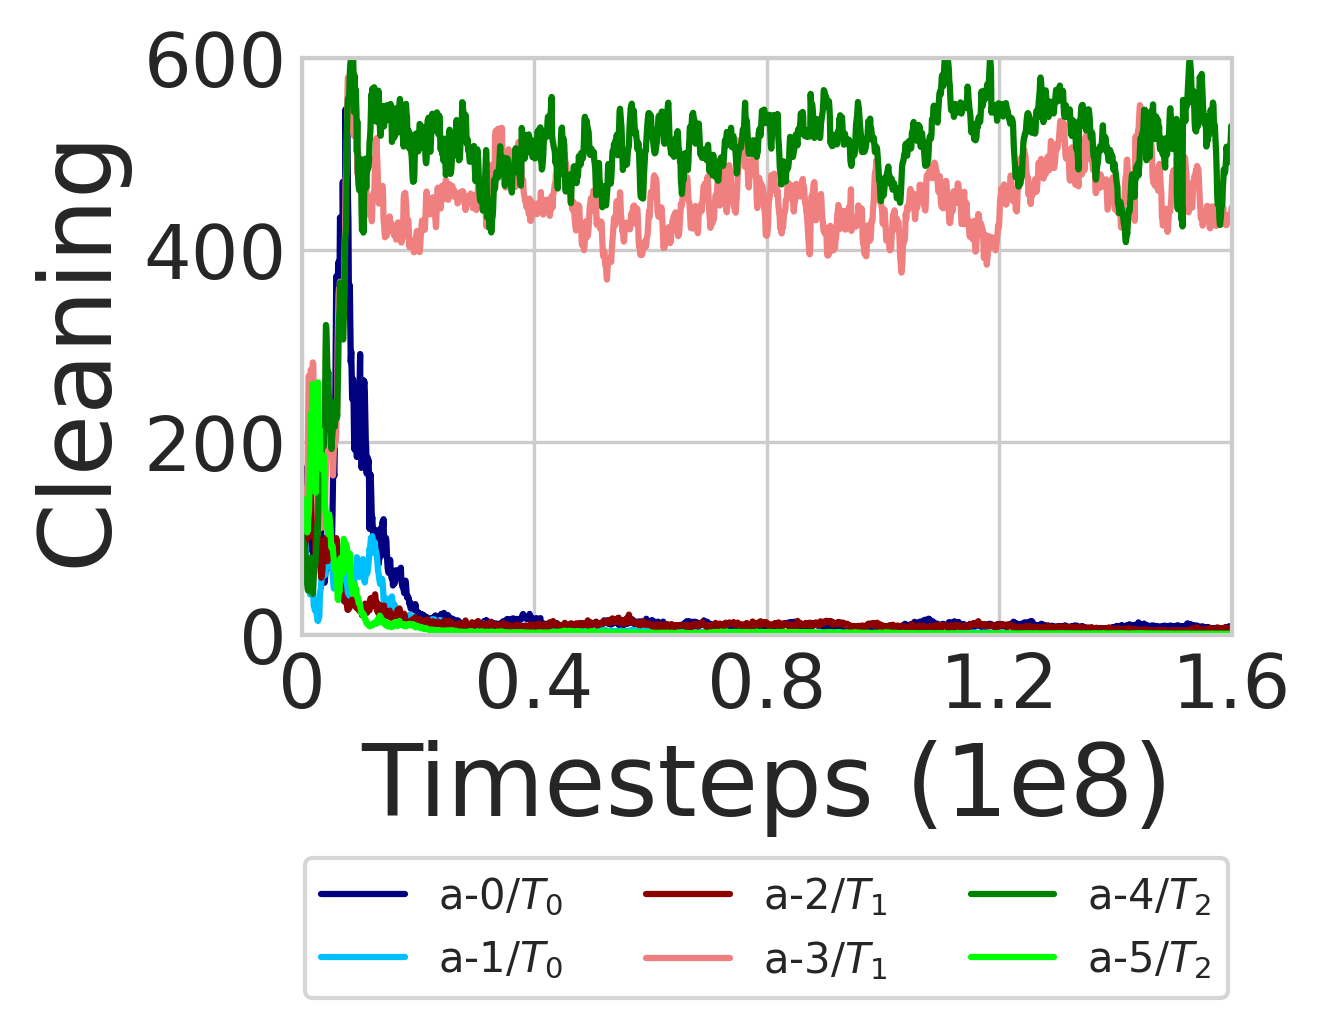 Cleaning
600
400
200
0
0 0.4 0.8 1.2 1.6
Timesteps (1e8)
a-0/T₀ a-2/T₁ a-4/T₂
a-1/T₀ a-3/T₁ a-5/T₂